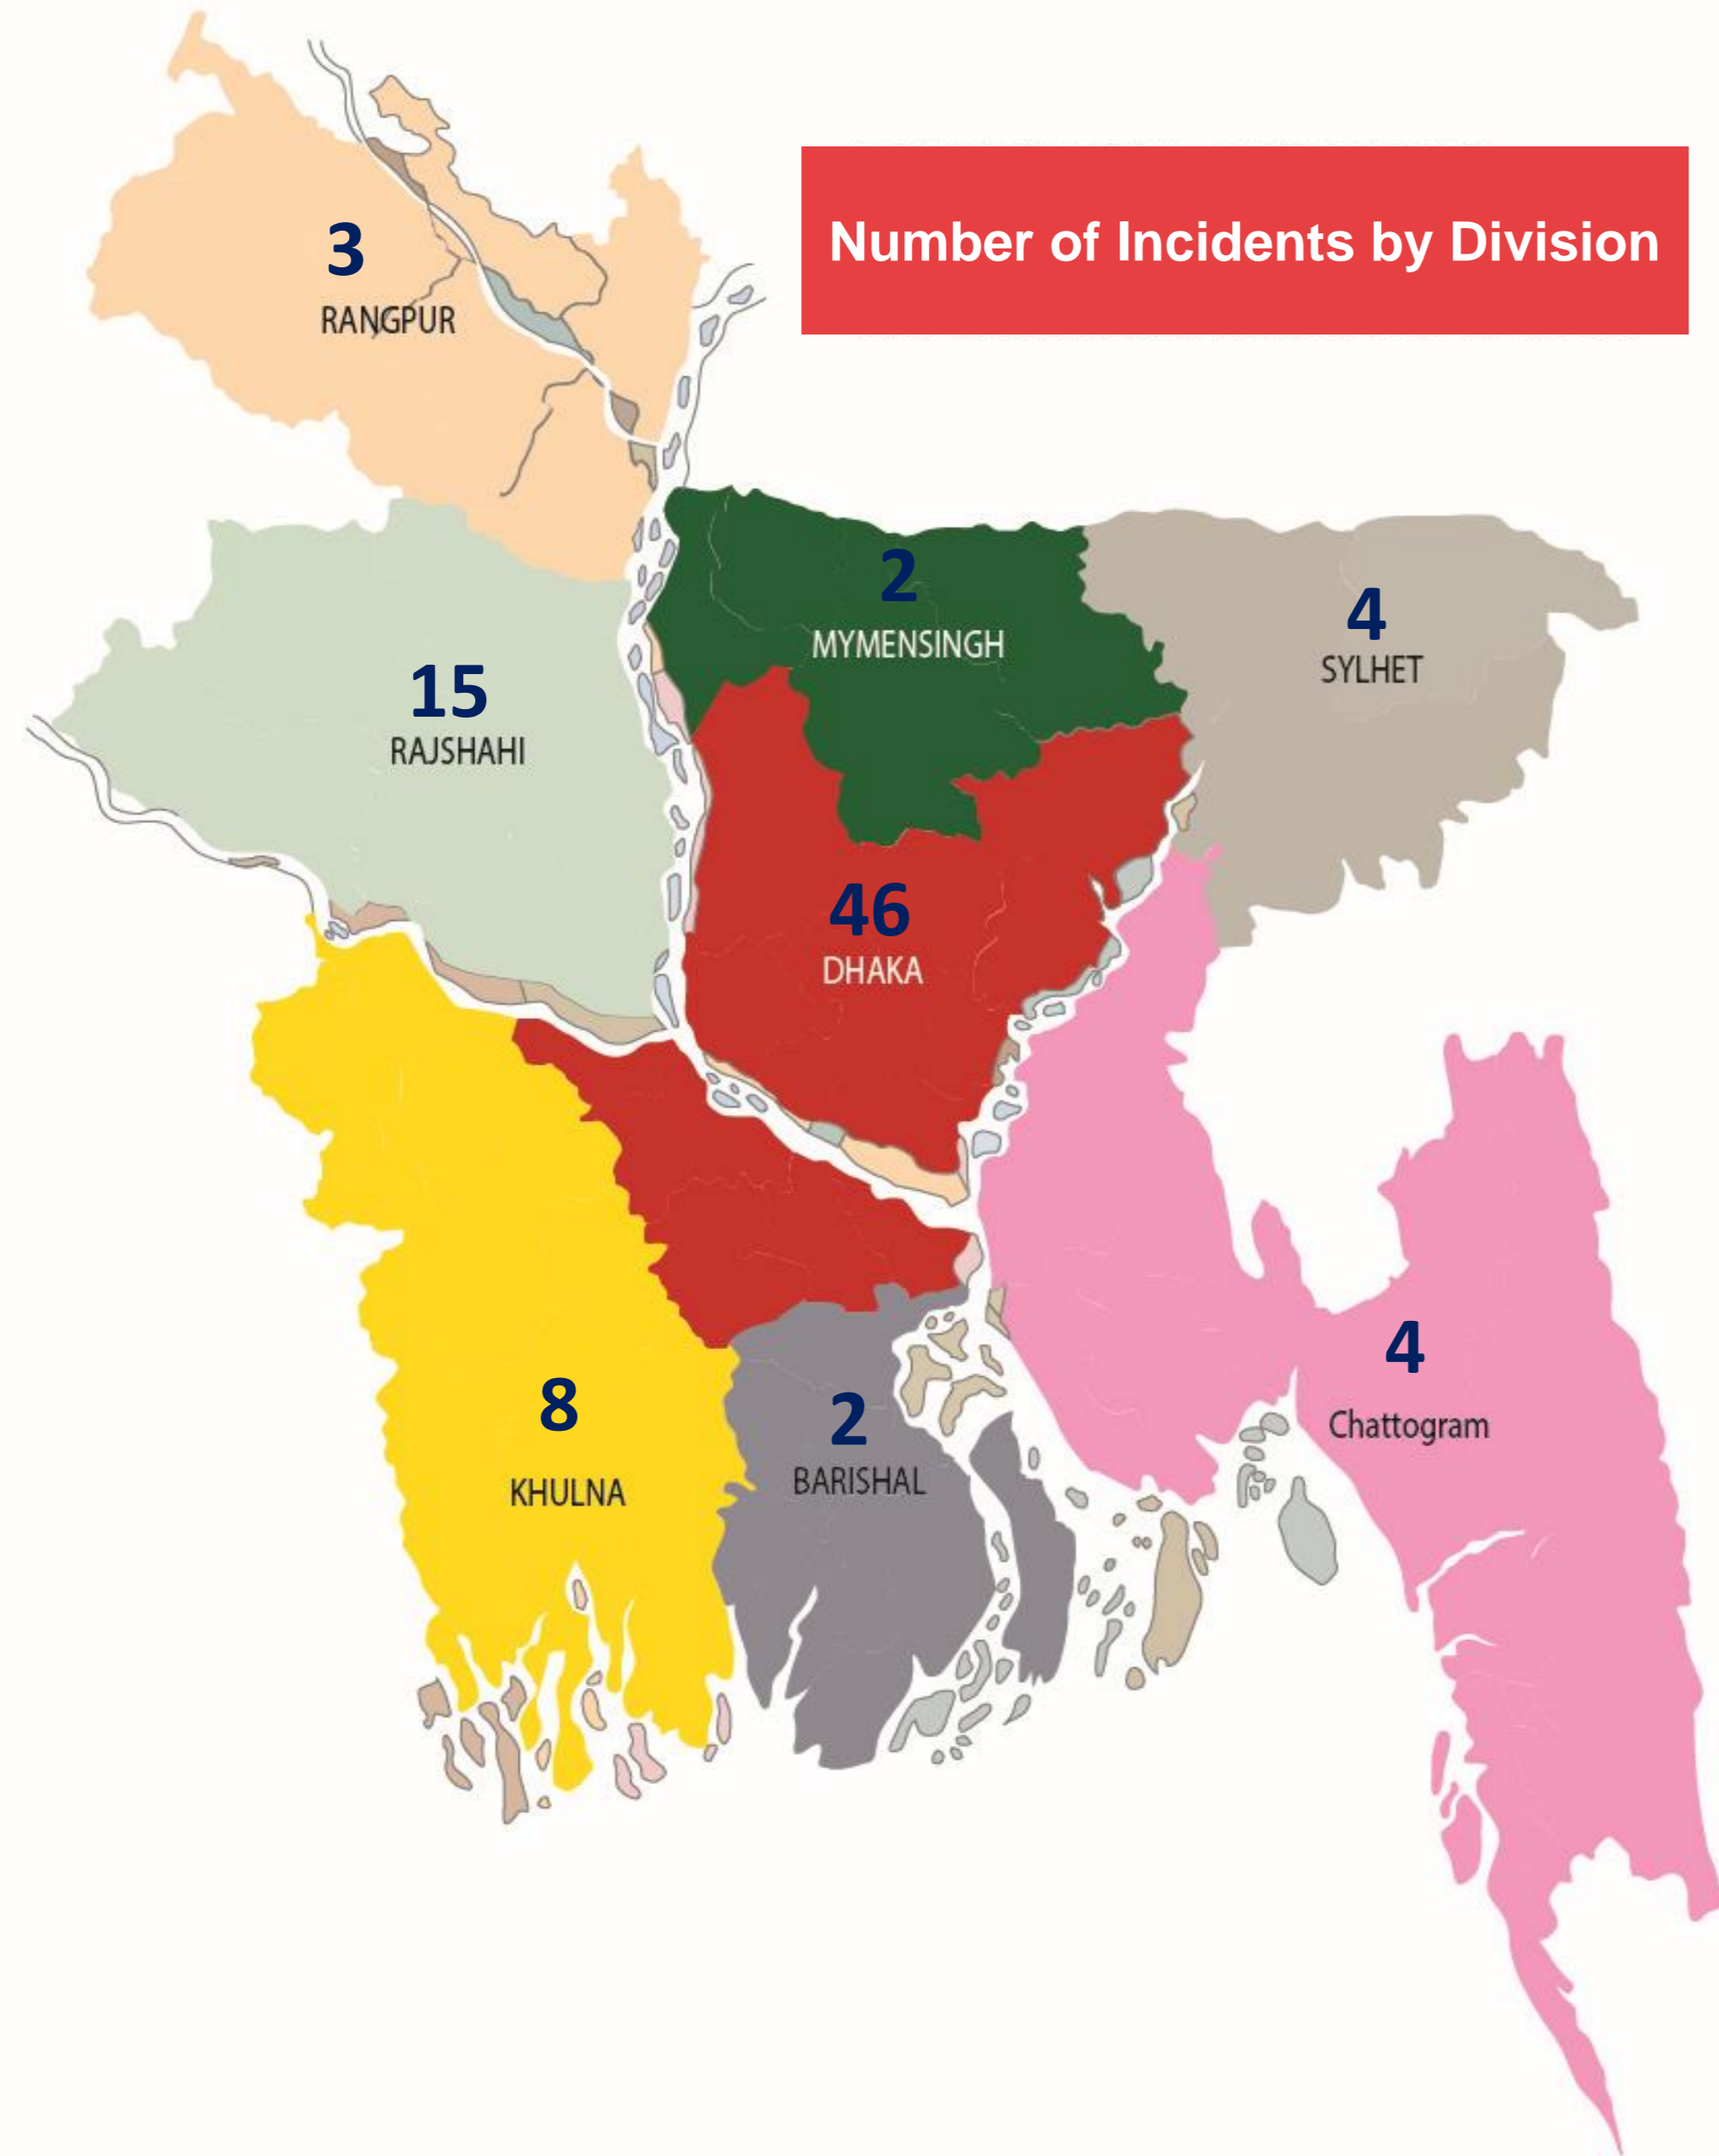 Number of Incidents by Division
3
RANGPUR
2
MYMENSINGH
4
SYLHET
15
RAJSHAHI
46
DHAKA
4
Chattogram
8
KHULNA
2
BARISHAL